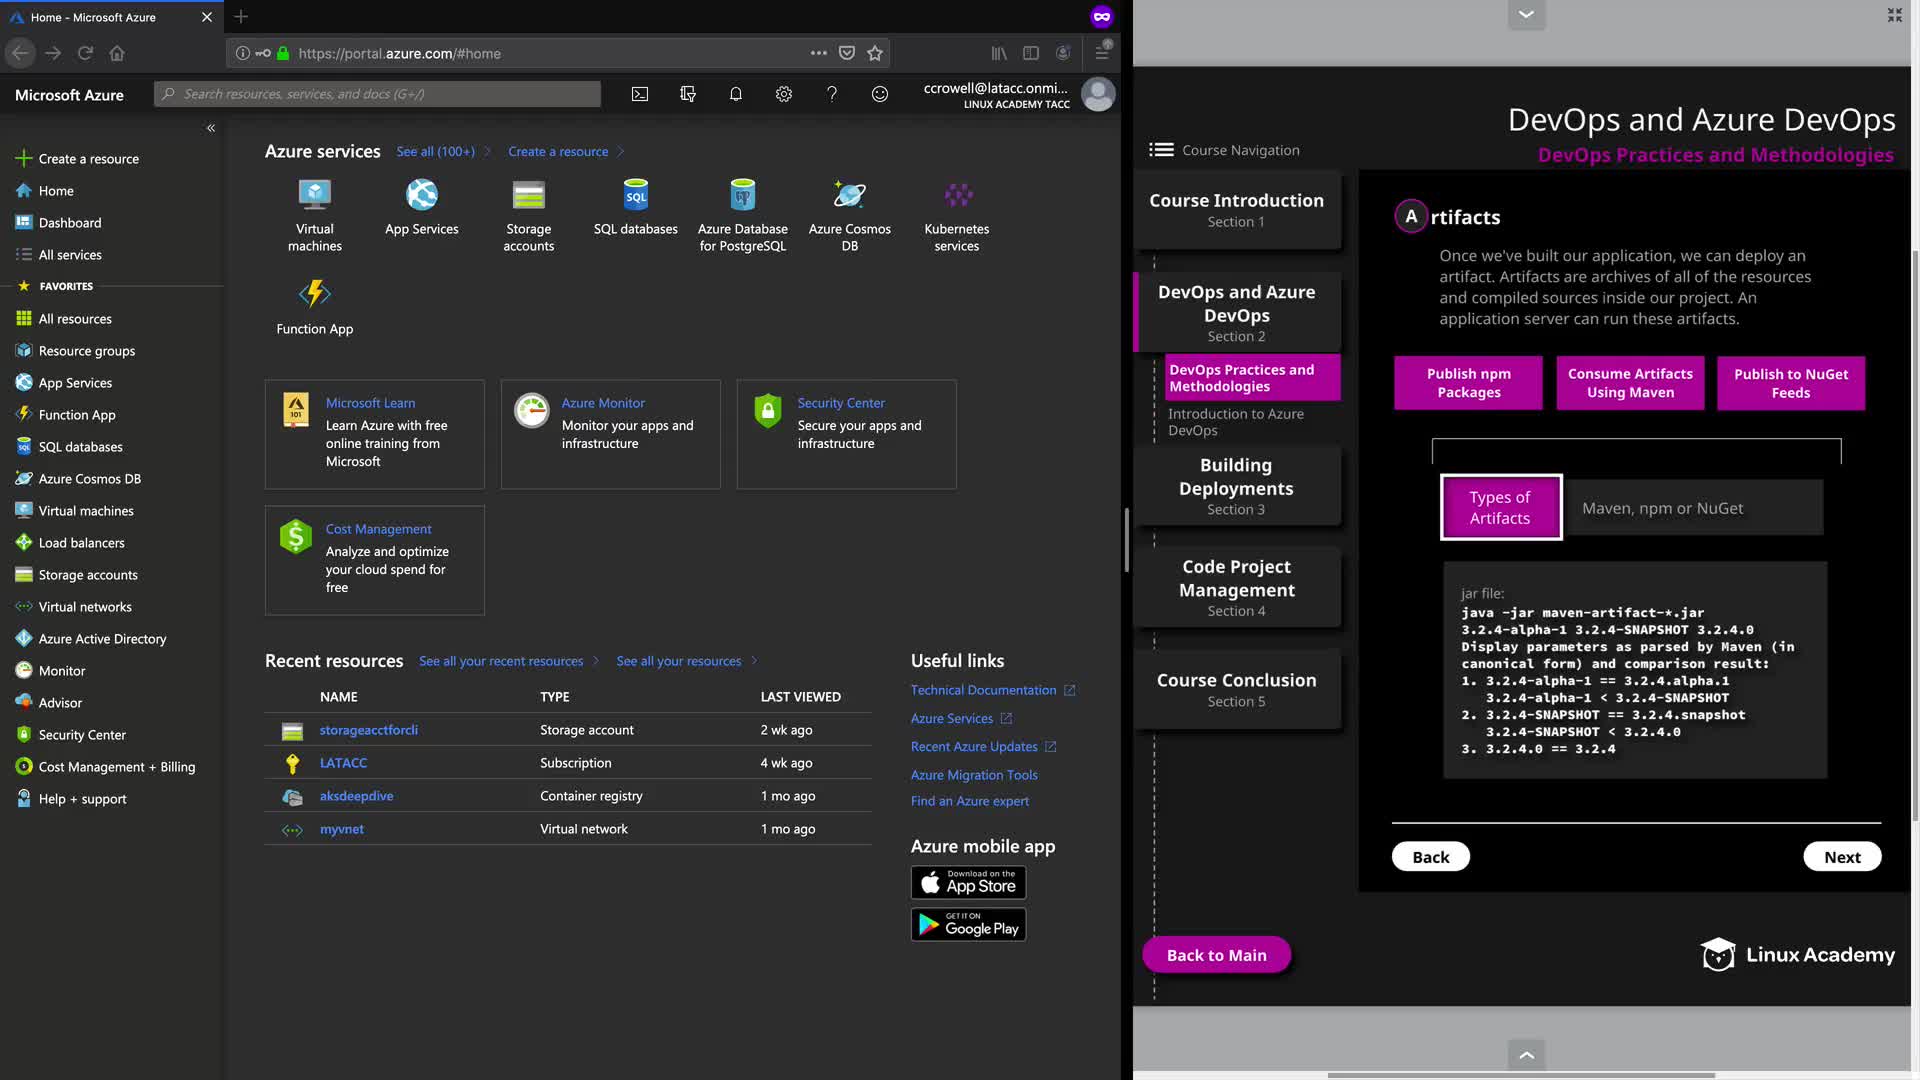 Home - Microsoft Azure
https://portal.azure.com/#home
Microsoft Azure
Search resources, services, and docs (G+/)
ccrowell@latacc.onmi...
LINUX ACADEMY TACC
Create a resource
Home
Dashboard
All services
FAVORITES
All resources
Resource groups
App Services
Function App
SQL databases
Azure Cosmos DB
Virtual machines
Load balancers
Storage accounts
Virtual networks
Azure Active Directory
Monitor
Advisor
Security Center
Cost Management + Billing
Help + support
Azure services
See all (100+)
Create a resource
Virtual
machines
App Services
Storage
accounts
SQL
SQL databases
Azure Database
for PostgreSQL
Azure Cosmos
DB
Kubernetes
services
Function App
101
Microsoft Learn
Learn Azure with free
online training from
Microsoft
Azure Monitor
Monitor your apps and
infrastructure
Security Center
Secure your apps and
infrastructure
Cost Management
Analyze and optimize
your cloud spend for
free
Recent resources
See all your recent resources
See all your resources
NAME TYPE LAST VIEWED
storageacctforcli Storage account 2 wk ago
LATACC Subscription 4 wk ago
aksdeepdive Container registry 1 mo ago
myvnet Virtual network 1 mo ago
Useful links
Technical Documentation
Azure Services
Recent Azure Updates
Azure Migration Tools
Find an Azure expert
Azure mobile app
Download on the
App Store
GET IT ON
Google Play
DevOps and Azure DevOps
DevOps Practices and Methodologies
Course Navigation
Course Introduction
Section 1
DevOps and Azure
DevOps
Section 2
DevOps Practices and
Methodologies
Introduction to Azure
DevOps
Building
Deployments
Section 3
Code Project
Management
Section 4
Course Conclusion
Section 5
Back to Main
Artifacts
Once we've built our application, we can deploy an
artifact. Artifacts are archives of all of the resources
and compiled sources inside our project. An
application server can run these artifacts.
Publish npm
Packages
Consume Artifacts
Using Maven
Publish to NuGet
Feeds
Types of
Artifacts
Maven, npm or NuGet
jar file:
java -jar maven-artifact-*.jar
3.2.4-alpha-1 3.2.4-SNAPSHOT 3.2.4.0
Display parameters as parsed by Maven (in
canonical form) and comparison result:
1. 3.2.4-alpha-1 == 3.2.4.alpha.1
3.2.4-alpha-1 < 3.2.4-SNAPSHOT
2. 3.2.4-SNAPSHOT == 3.2.4.snapshot
3.2.4-SNAPSHOT < 3.2.4.0
3. 3.2.4.0 == 3.2.4
Back
Next
Linux Academy